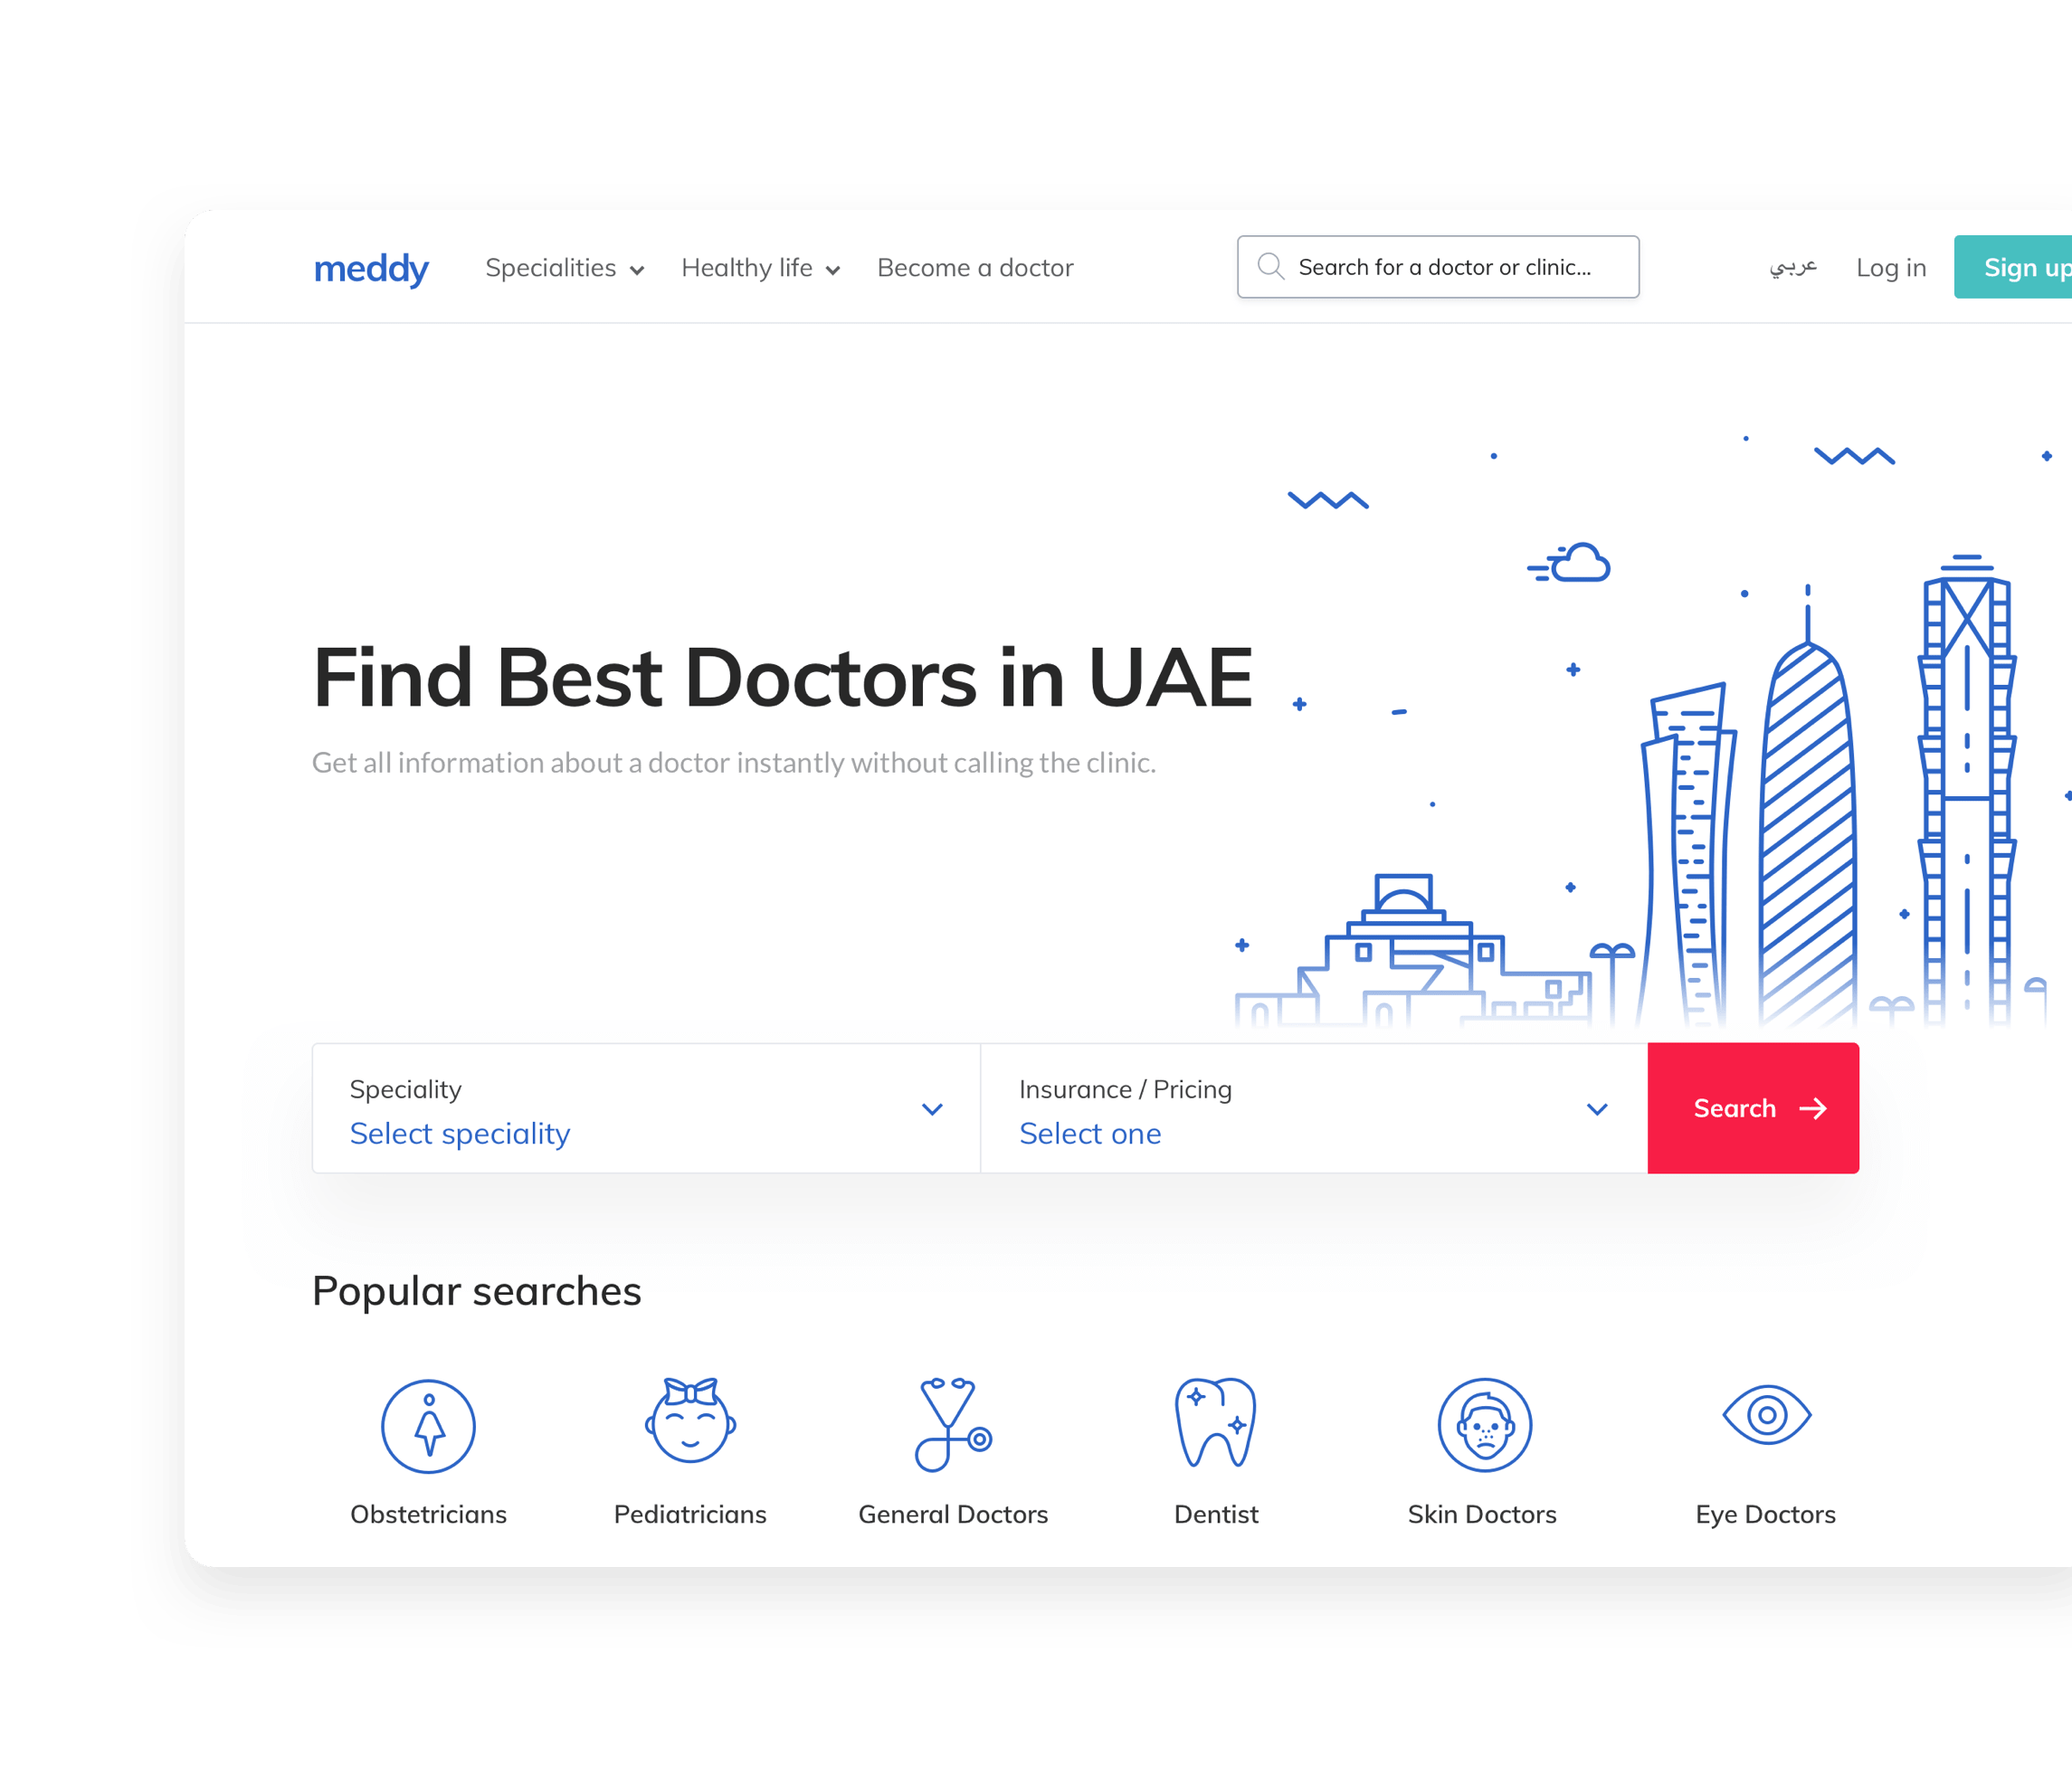 meddy
Specialities
Healthy life
Become a doctor
Search for a doctor or clinic...
عربي
Log in
Sign up
Find Best Doctors in UAE
Get all information about a doctor instantly without calling the clinic.
Speciality
Select speciality
Insurance / Pricing
Select one
Search
Popular searches
Obstetricians
Pediatricians
General Doctors
Dentist
Skin Doctors
Eye Doctors